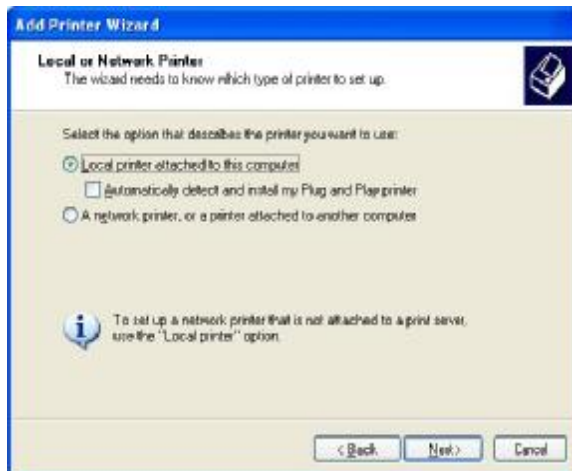 Add Printer Wizard
Local or Network Printer
The wizard needs to know which type of printer to set up.
Select the option that describes the printer you want to use:
Local printer attached to this computer
Automatically detect and install my Plug and Play printer
A network printer, or a printer attached to another computer
To set up a network printer that is not attached to a print server,
use the "Local printer" option.
< Back
Next >
Cancel